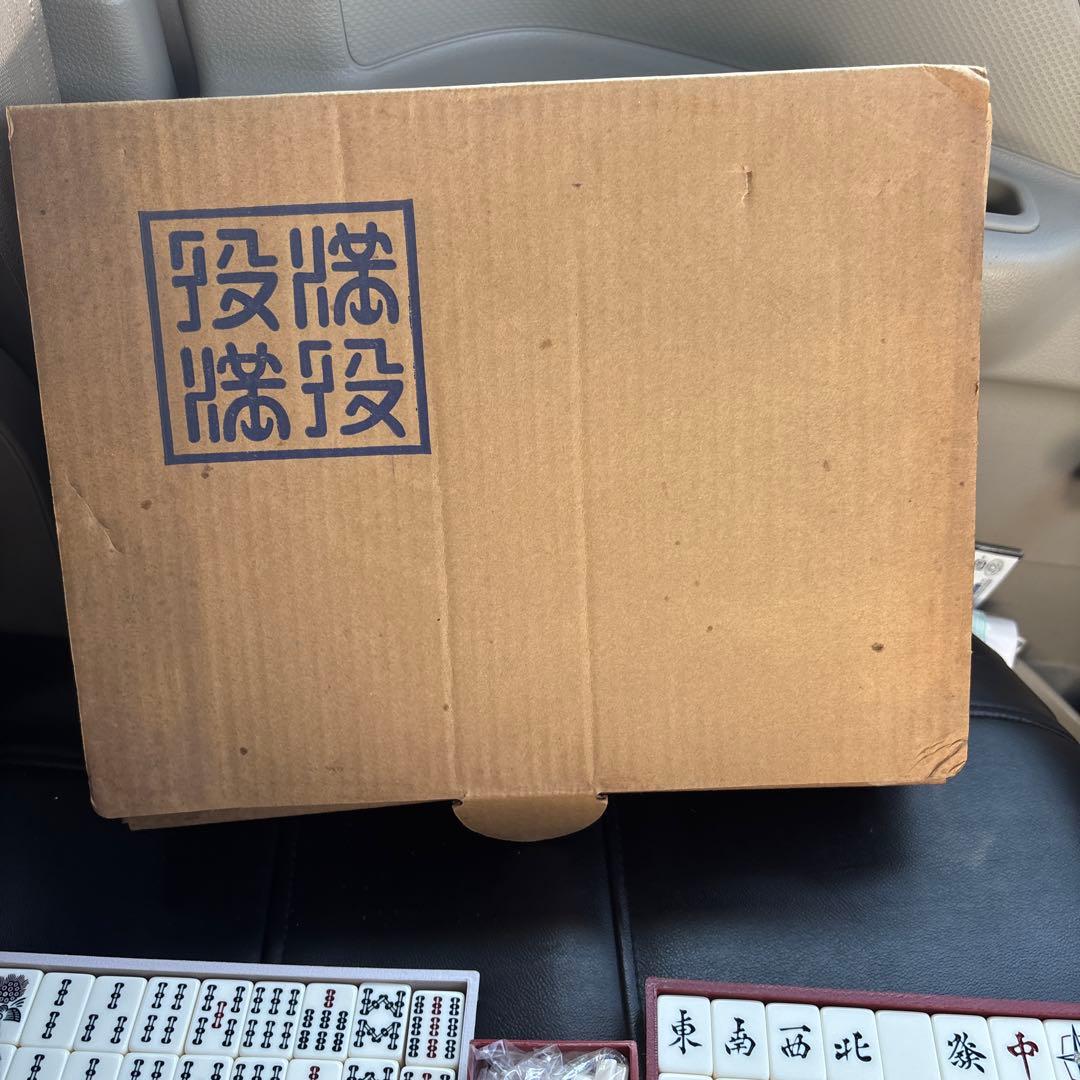 役満
満役
東 南 西 北 發 中